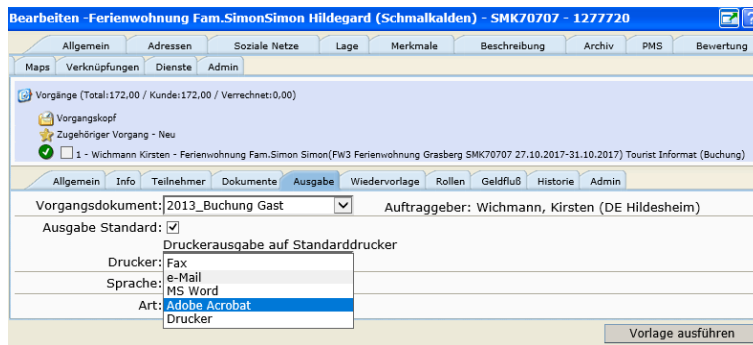 Bearbeiten -Ferienwohnung Fam.SimonSimon Hildegard (Schmalkalden) - SMK70707 - 1277720
Allgemein Adressen Soziale Netze Lage Merkmale Beschreibung Archiv PMS Bewertung
Maps Verknüpfungen Dienste Admin
Vorgänge (Total:172,00 / Kunde:172,00 / Verrechnet:0,00)
Vorgangskopf
Zugehöriger Vorgang - Neu
1 - Wichmann Kirsten - Ferienwohnung Fam.Simon Simon(FW3 Ferienwohnung Grasberg SMK70707 27.10.2017-31.10.2017) Tourist Informat (Buchung)
Allgemein Info Teilnehmer Dokumente Ausgabe Wiedervorlage Rollen Geldfluß Historie Admin
Vorgangsdokument: 2013_Buchung Gast Auftraggeber: Wichmann, Kirsten (DE Hildesheim)
Ausgabe Standard:
Druckerausgabe auf Standarddrucker
Drucker: Fax
e-Mail
Sprache: MS Word
Art: Adobe Acrobat
Drucker
Vorlage ausführen